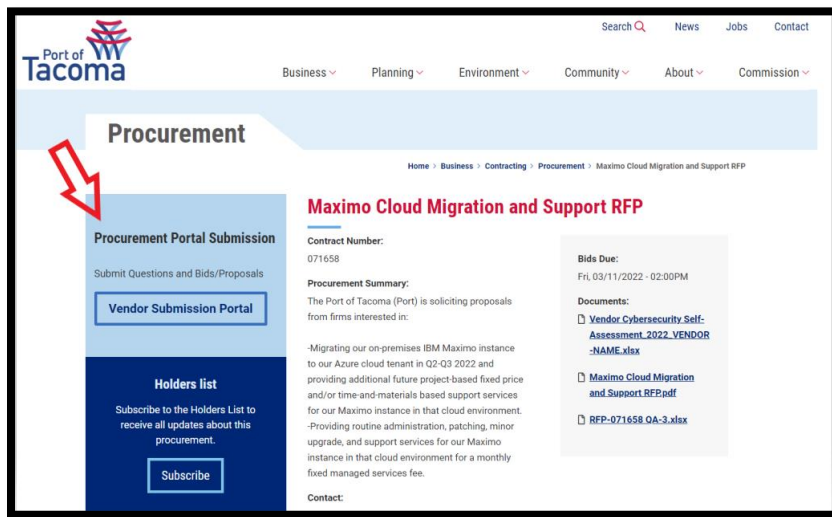 Port of
Tacoma
Search News Jobs Contact
Business Planning Environment Community About Commission
Procurement
Home > Business > Contracting > Procurement > Maximo Cloud Migration and Support RFP
Procurement Portal Submission
Submit Questions and Bids/Proposals
Vendor Submission Portal
Holders list
Subscribe to the Holders List to
receive all updates about this
procurement.
Subscribe
Maximo Cloud Migration and Support RFP
Contract Number:
071658
Procurement Summary:
The Port of Tacoma (Port) is soliciting proposals
from firms interested in:
-Migrating our on-premises IBM Maximo instance
to our Azure cloud tenant in Q2-Q3 2022 and
providing additional future project-based fixed price
and/or time-and-materials based support services
for our Maximo instance in that cloud environment.
-Providing routine administration, patching, minor
upgrade, and support services for our Maximo
instance in that cloud environment for a monthly
fixed managed services fee.
Contact:
Bids Due:
Fri, 03/11/2022 - 02:00PM
Documents:
Vendor Cybersecurity Self-
Assessment_2022_VENDOR
-NAME.xlsx
Maximo Cloud Migration
and Support RFP.pdf
RFP-071658 QA-3.xlsx